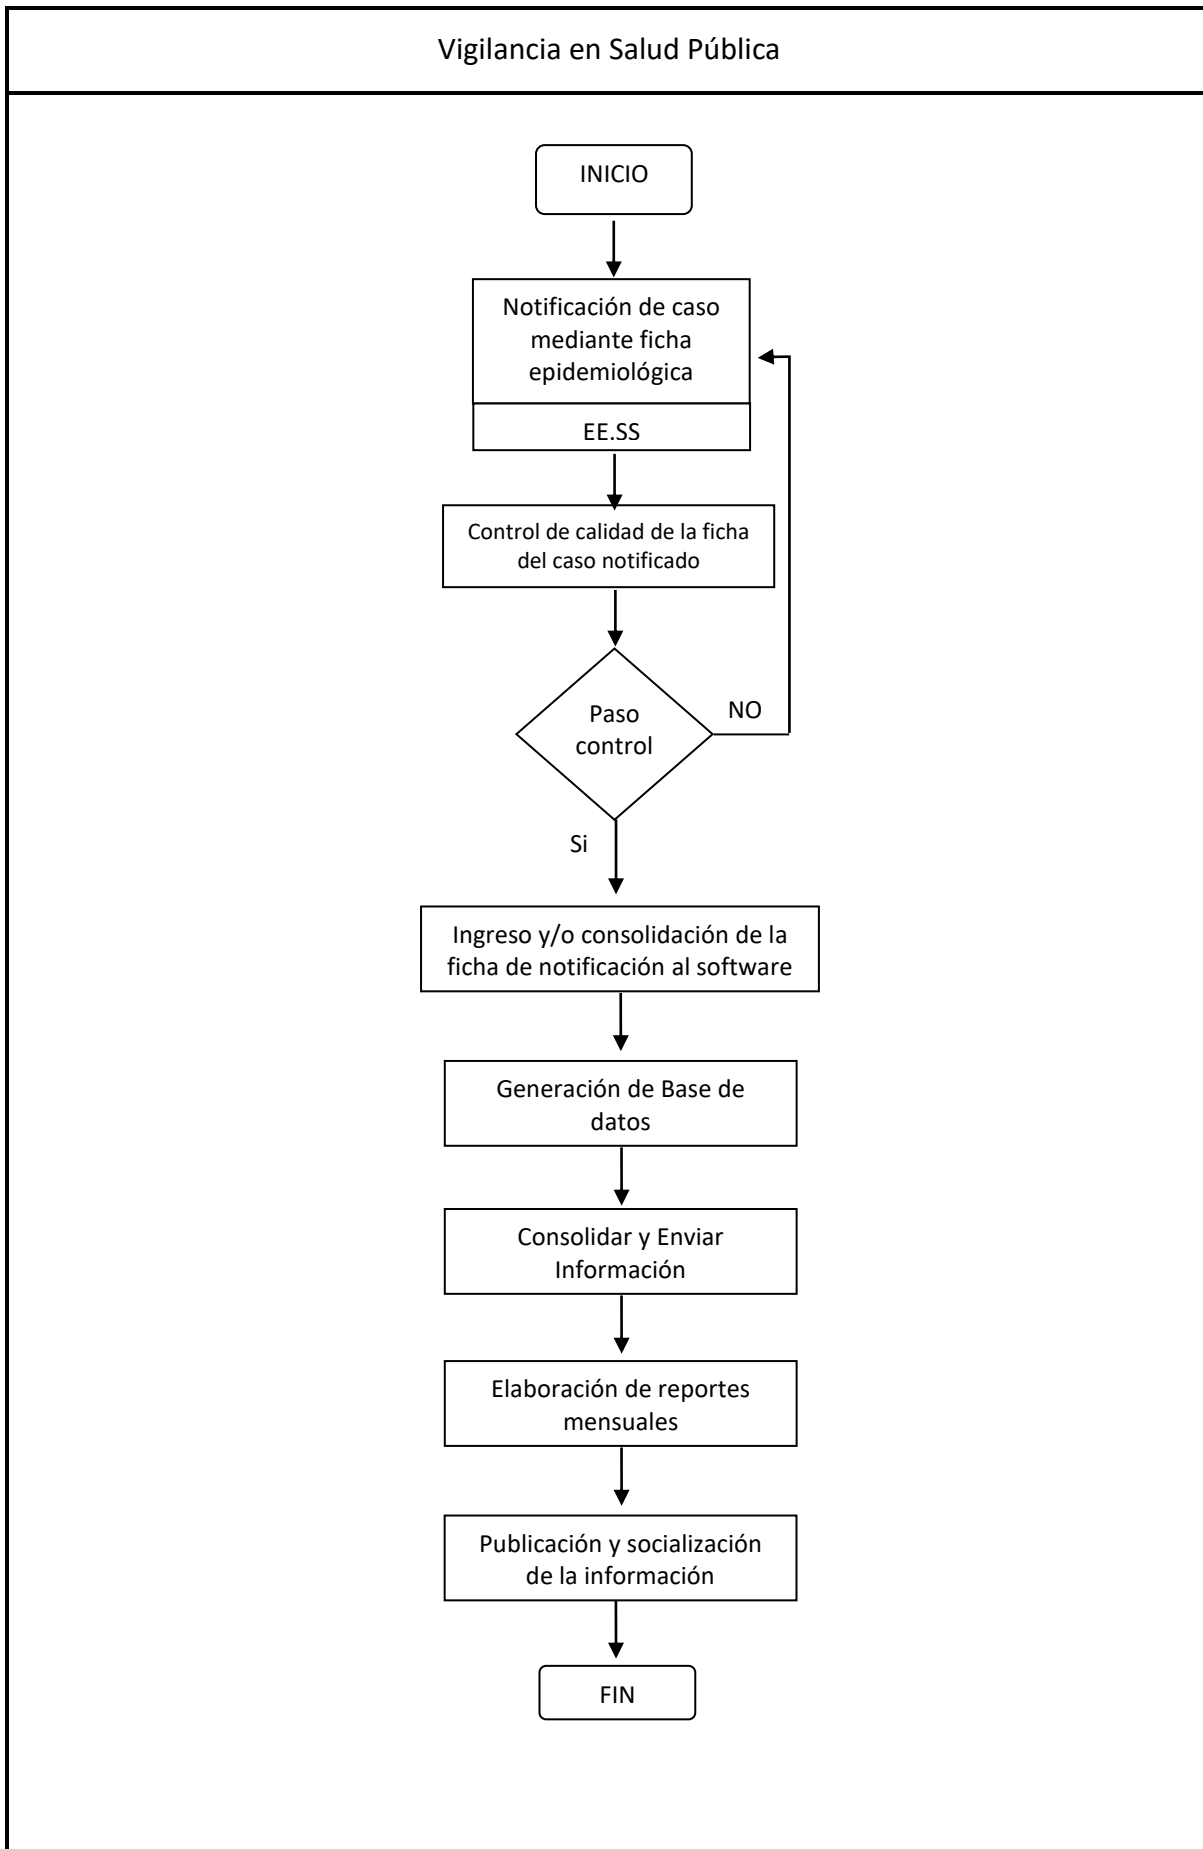 Vigilancia en Salud Pública
INICIO
Notificación de caso
mediante ficha
epidemiológica
EE.SS
Control de calidad de la ficha
del caso notificado
Paso
control
NO
Si
Ingreso y/o consolidación de la
ficha de notificación al software
Generación de Base de
datos
Consolidar y Enviar
Información
Elaboración de reportes
mensuales
Publicación y socialización
de la información
FIN